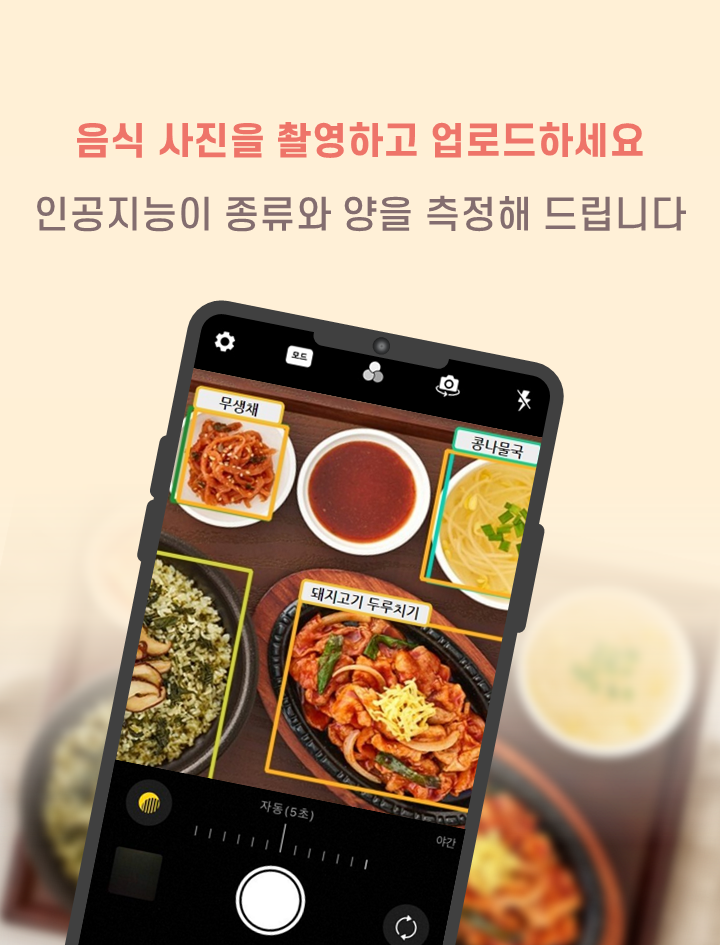 음식 사진을 촬영하고 업로드하세요
인공지능이 종류와 양을 측정해 드립니다
모드
무생채
콩나물국
돼지고기 두루치기
자동(5초)
야간